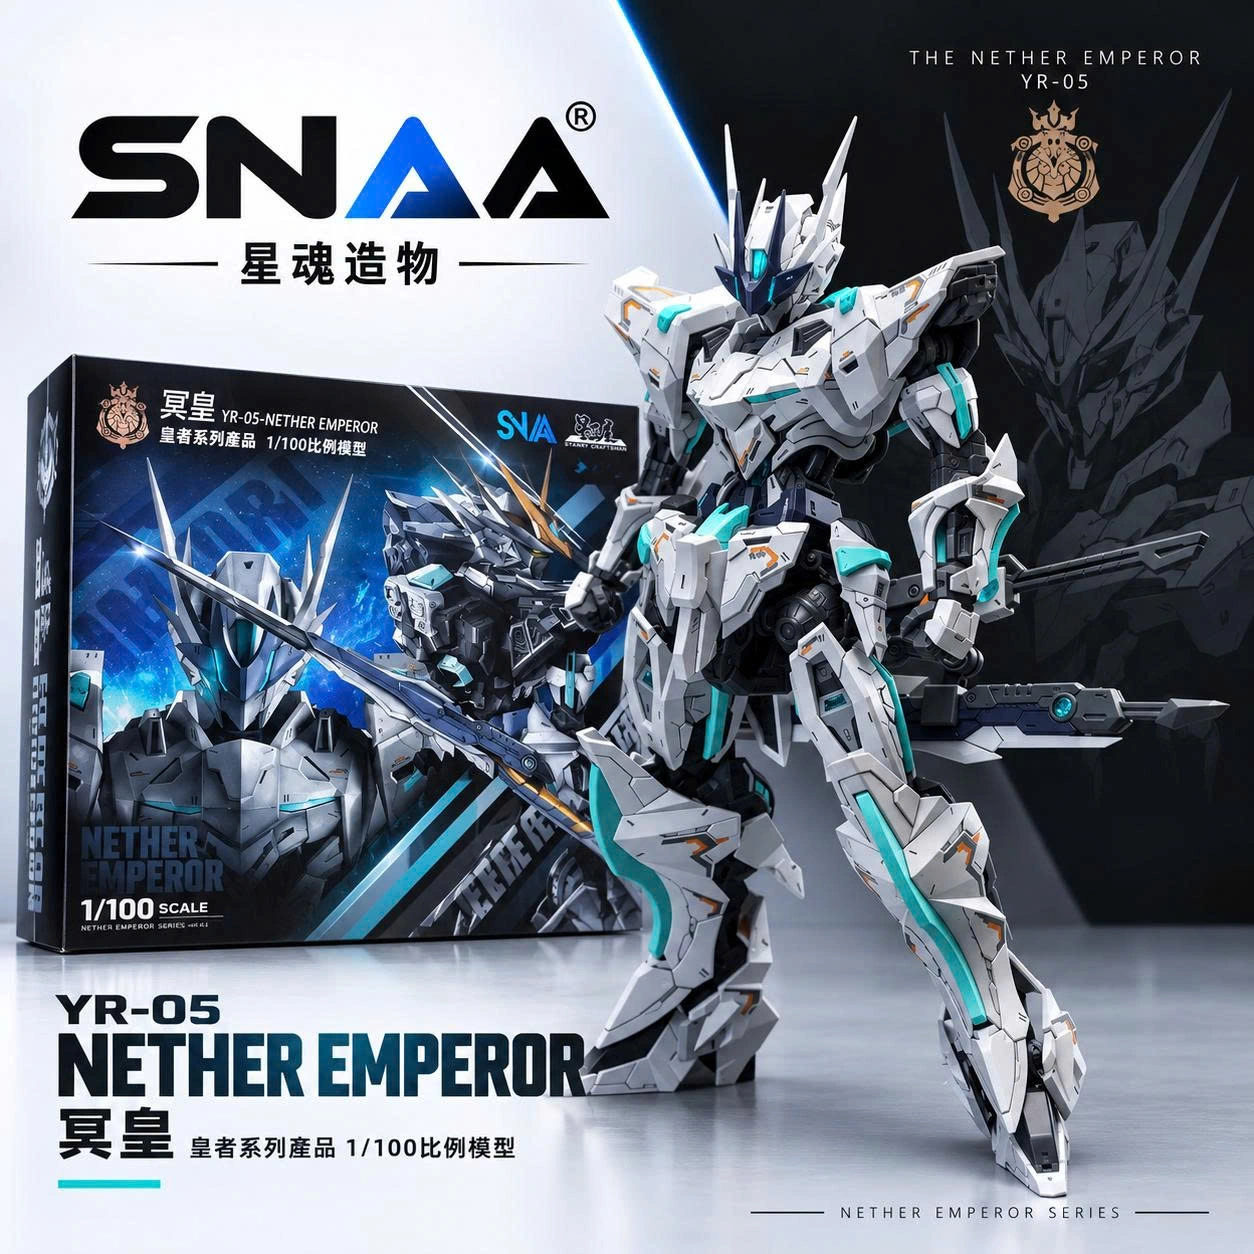 SNAA®
星魂造物
THE NETHER EMPEROR
YR-05
冥皇 YR-05-NETHER EMPEROR
皇者系列產品 1/100比例模型
SNAA
STANKY CRAFTSMAN
NETHER
EMPEROR
1/100 SCALE
NETHER EMPEROR SERIES
YR-05
NETHER EMPEROR
冥皇 皇者系列產品 1/100比例模型
NETHER EMPEROR SERIES